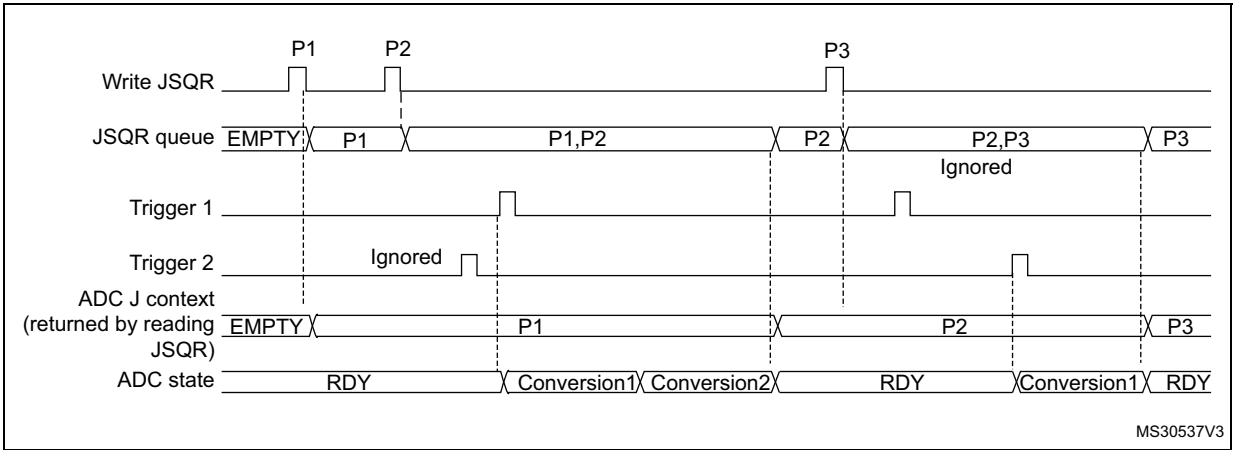 P1 P2 P3
Write JSQR
JSQR queue EMPTY P1 P1,P2 P2 P2,P3 P3
Ignored
Trigger 1
Trigger 2 Ignored
ADC J context
(returned by reading EMPTY P1 P2 P3
JSQR)
ADC state RDY Conversion1 Conversion2 RDY Conversion1 RDY
MS30537V3